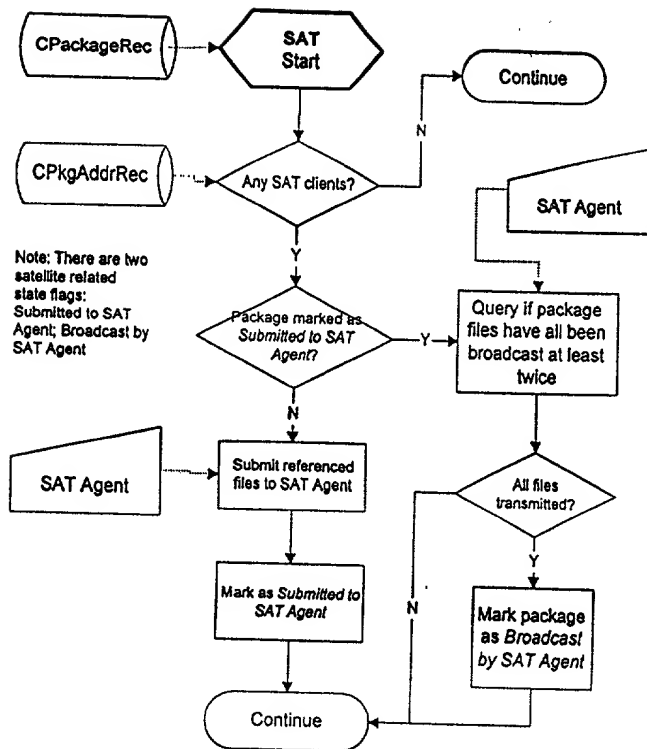 CPackageRec
SAT
Start
Continue
N
CPkgAddrRec
Any SAT clients?
SAT Agent
Y
Note: There are two
satellite related
state flags:
Submitted to SAT
Agent; Broadcast by
SAT Agent
Package marked as
Submitted to SAT
Agent?
Y
Query if package
files have all been
broadcast at least
twice
N
SAT Agent
Submit referenced
files to SAT Agent
All files
transmitted?
Y
N
Mark as Submitted to
SAT Agent
Mark package
as Broadcast
by SAT Agent
Continue